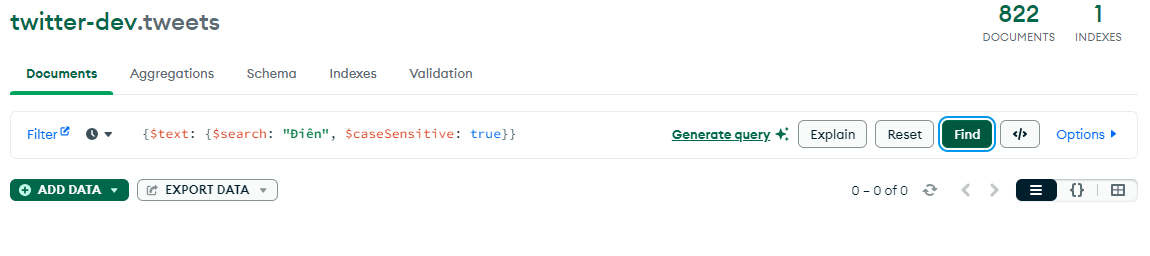 twitter-dev.tweets
822
DOCUMENTS
1
INDEXES
Documents Aggregations Schema Indexes Validation
Filter {$text: {$search: "Điên", $caseSensitive: true}} Generate query Explain Reset Find </> Options
ADD DATA EXPORT DATA 0 – 0 of 0 {}